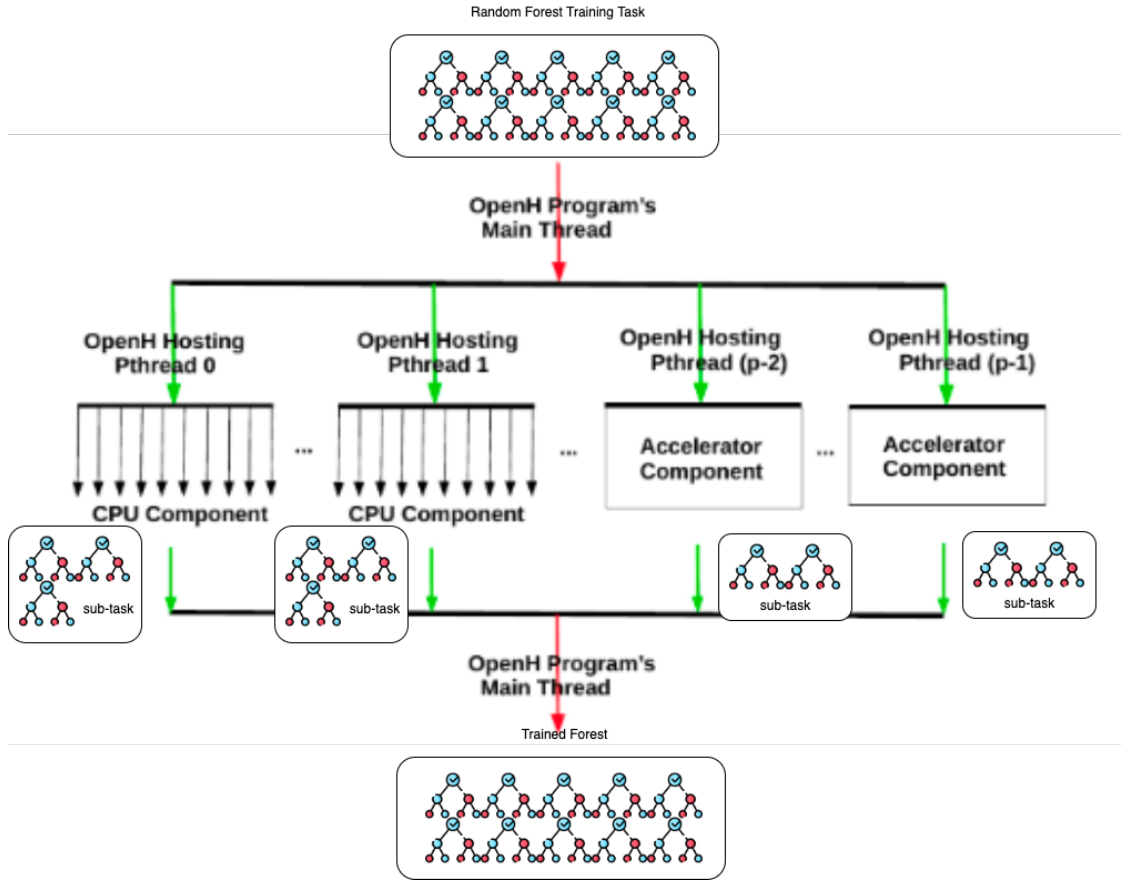 Random Forest Training Task
OpenH Program's
Main Thread
OpenH Hosting
Pthread 0
OpenH Hosting
Pthread 1
OpenH Hosting
Pthread (p-2)
OpenH Hosting
Pthread (p-1)
...
...
Accelerator
Component
...
Accelerator
Component
CPU Component
CPU Component
sub-task
sub-task
sub-task
sub-task
OpenH Program's
Main Thread
Trained Forest